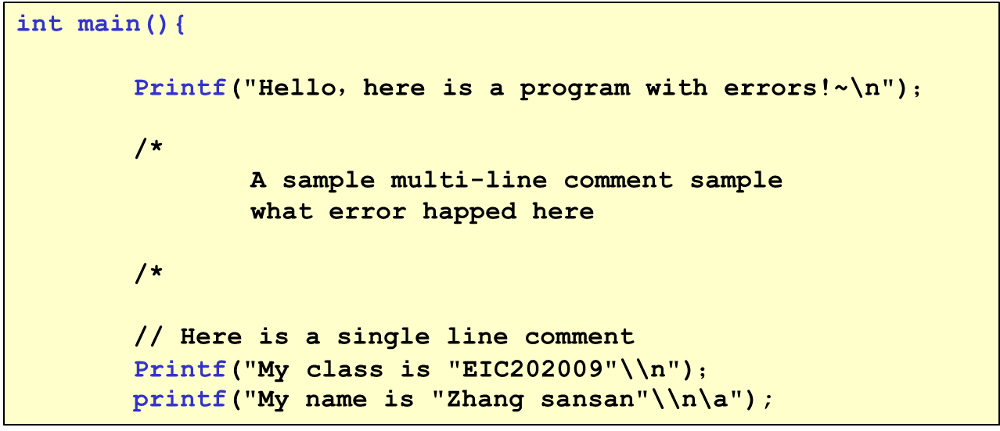 int main(){
Printf("Hello，here is a program with errors!~\n")；
/*
A sample multi-line comment sample
what error happed here
/*
// Here is a single line comment
Printf("My class is "EIC202009"\\n")；
printf("My name is "Zhang sansan"\\n\a");